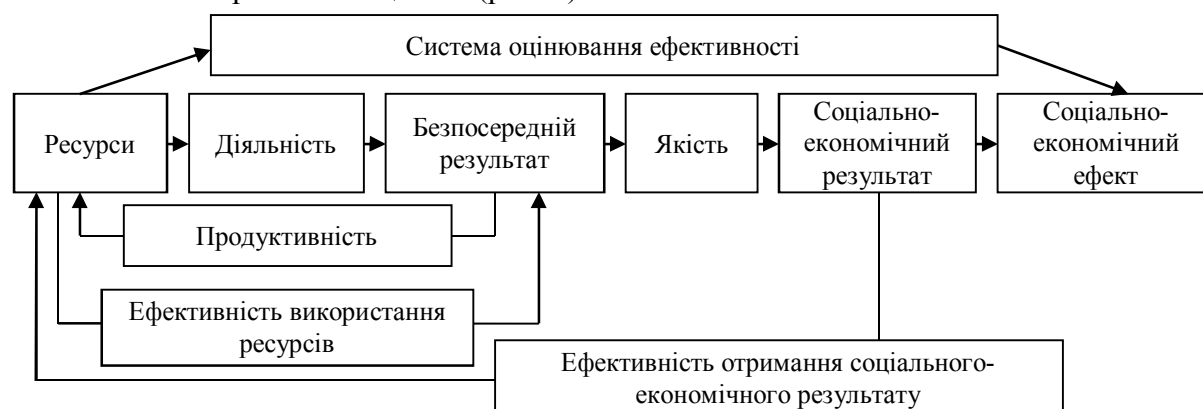 Система оцінювання ефективності
Ресурси
Діяльність
Безпосередній
результат
Якість
Соціально-
економічний
результат
Соціально-
економічний
ефект
Продуктивність
Ефективність використання
ресурсів
Ефективність отримання соціального-
економічного результату